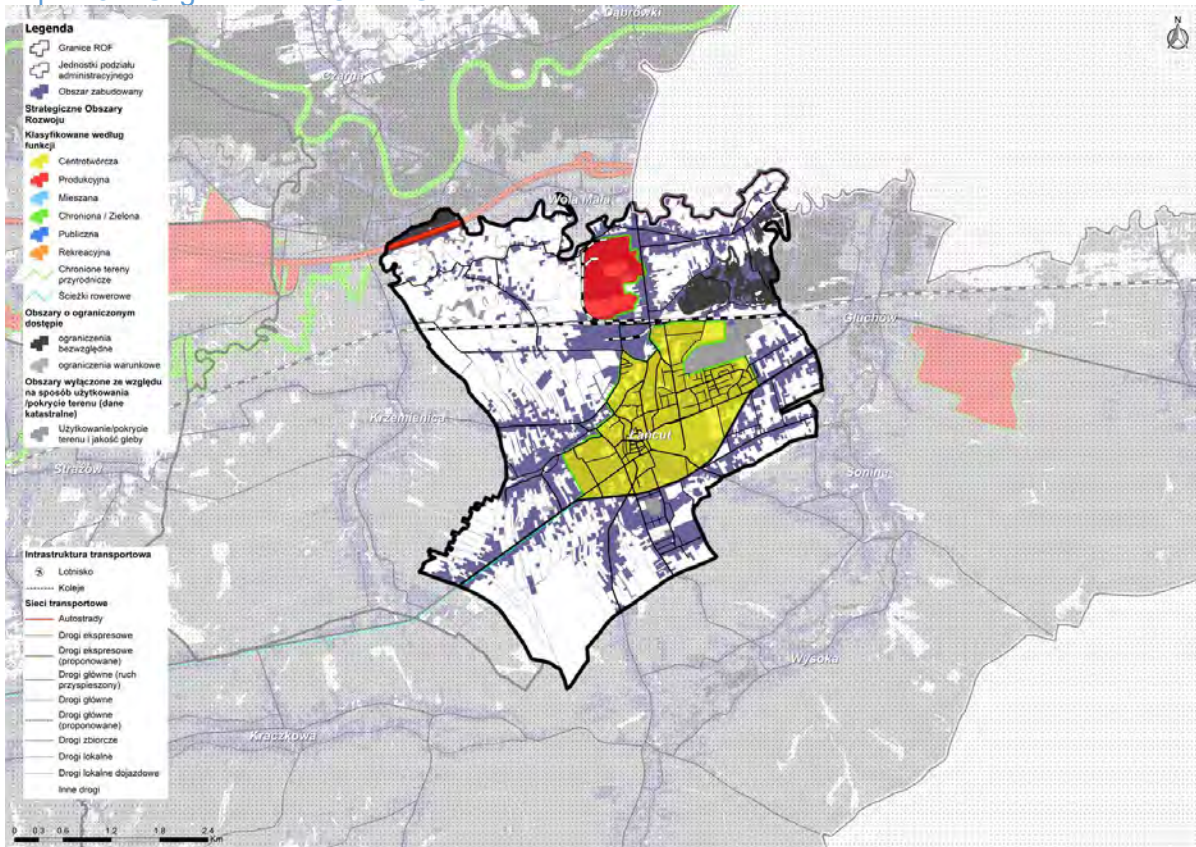 Legenda
Granice ROF
Jednostki podziału
administracyjnego
Obszar zabudowany
Strategiczne Obszary
Rozwoju
Klasyfikowane według
funkcji
Centrotwórcza
Produkcyjna
Mieszana
Chroniona / Zielona
Publiczna
Rekreacyjna
Chronione tereny
przyrodnicze
Ścieżki rowerowe
Obszary o ograniczonym
dostępie
ograniczenia
bezwzględne
ograniczenia warunkowe
Obszary wyłączone ze względu
na sposób użytkowania
/pokrycie terenu (dane
katastralne)
Użytkowanie/pokrycie
terenu i jakość gleby
Intrastruktura transportowa
Lotnisko
Koleje
Sieci transportowe
Autostrady
Drogi ekspresowe
Drogi ekspresowe
(proponowane)
Drogi główne (ruch
przyspieszony)
Drogi główne
Drogi główne
(proponowane)
Drogi zbiorcze
Drogi lokalne
Drogi lokalne dojazdowe
Inne drogi
0 0.3 0.6 1.2 1.8 2.4
Km
N
Dąbrówki
Czarna
Wola Mała
Głuchów
Krzemienica
Łańcut
Strażów
Sonina
Wysoka
Kraczkowa